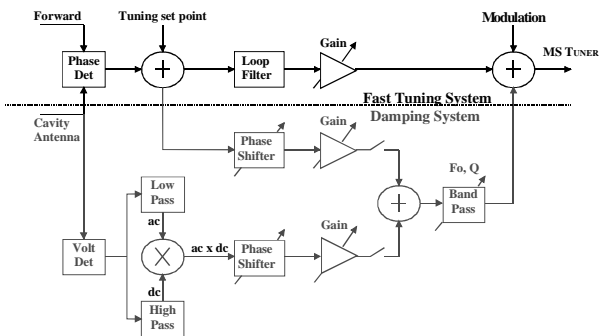 Forward
Tuning set point
Modulation
Gain
MS TUNER
Phase
Det
+
Loop
Filter
+
Fast Tuning System
Cavity
Antenna
Damping System
Gain
Phase
Shifter
Fo, Q
Low
Pass
+
Band
Pass
ac
Gain
Volt
Det
×
ac x dc
Phase
Shifter
dc
High
Pass